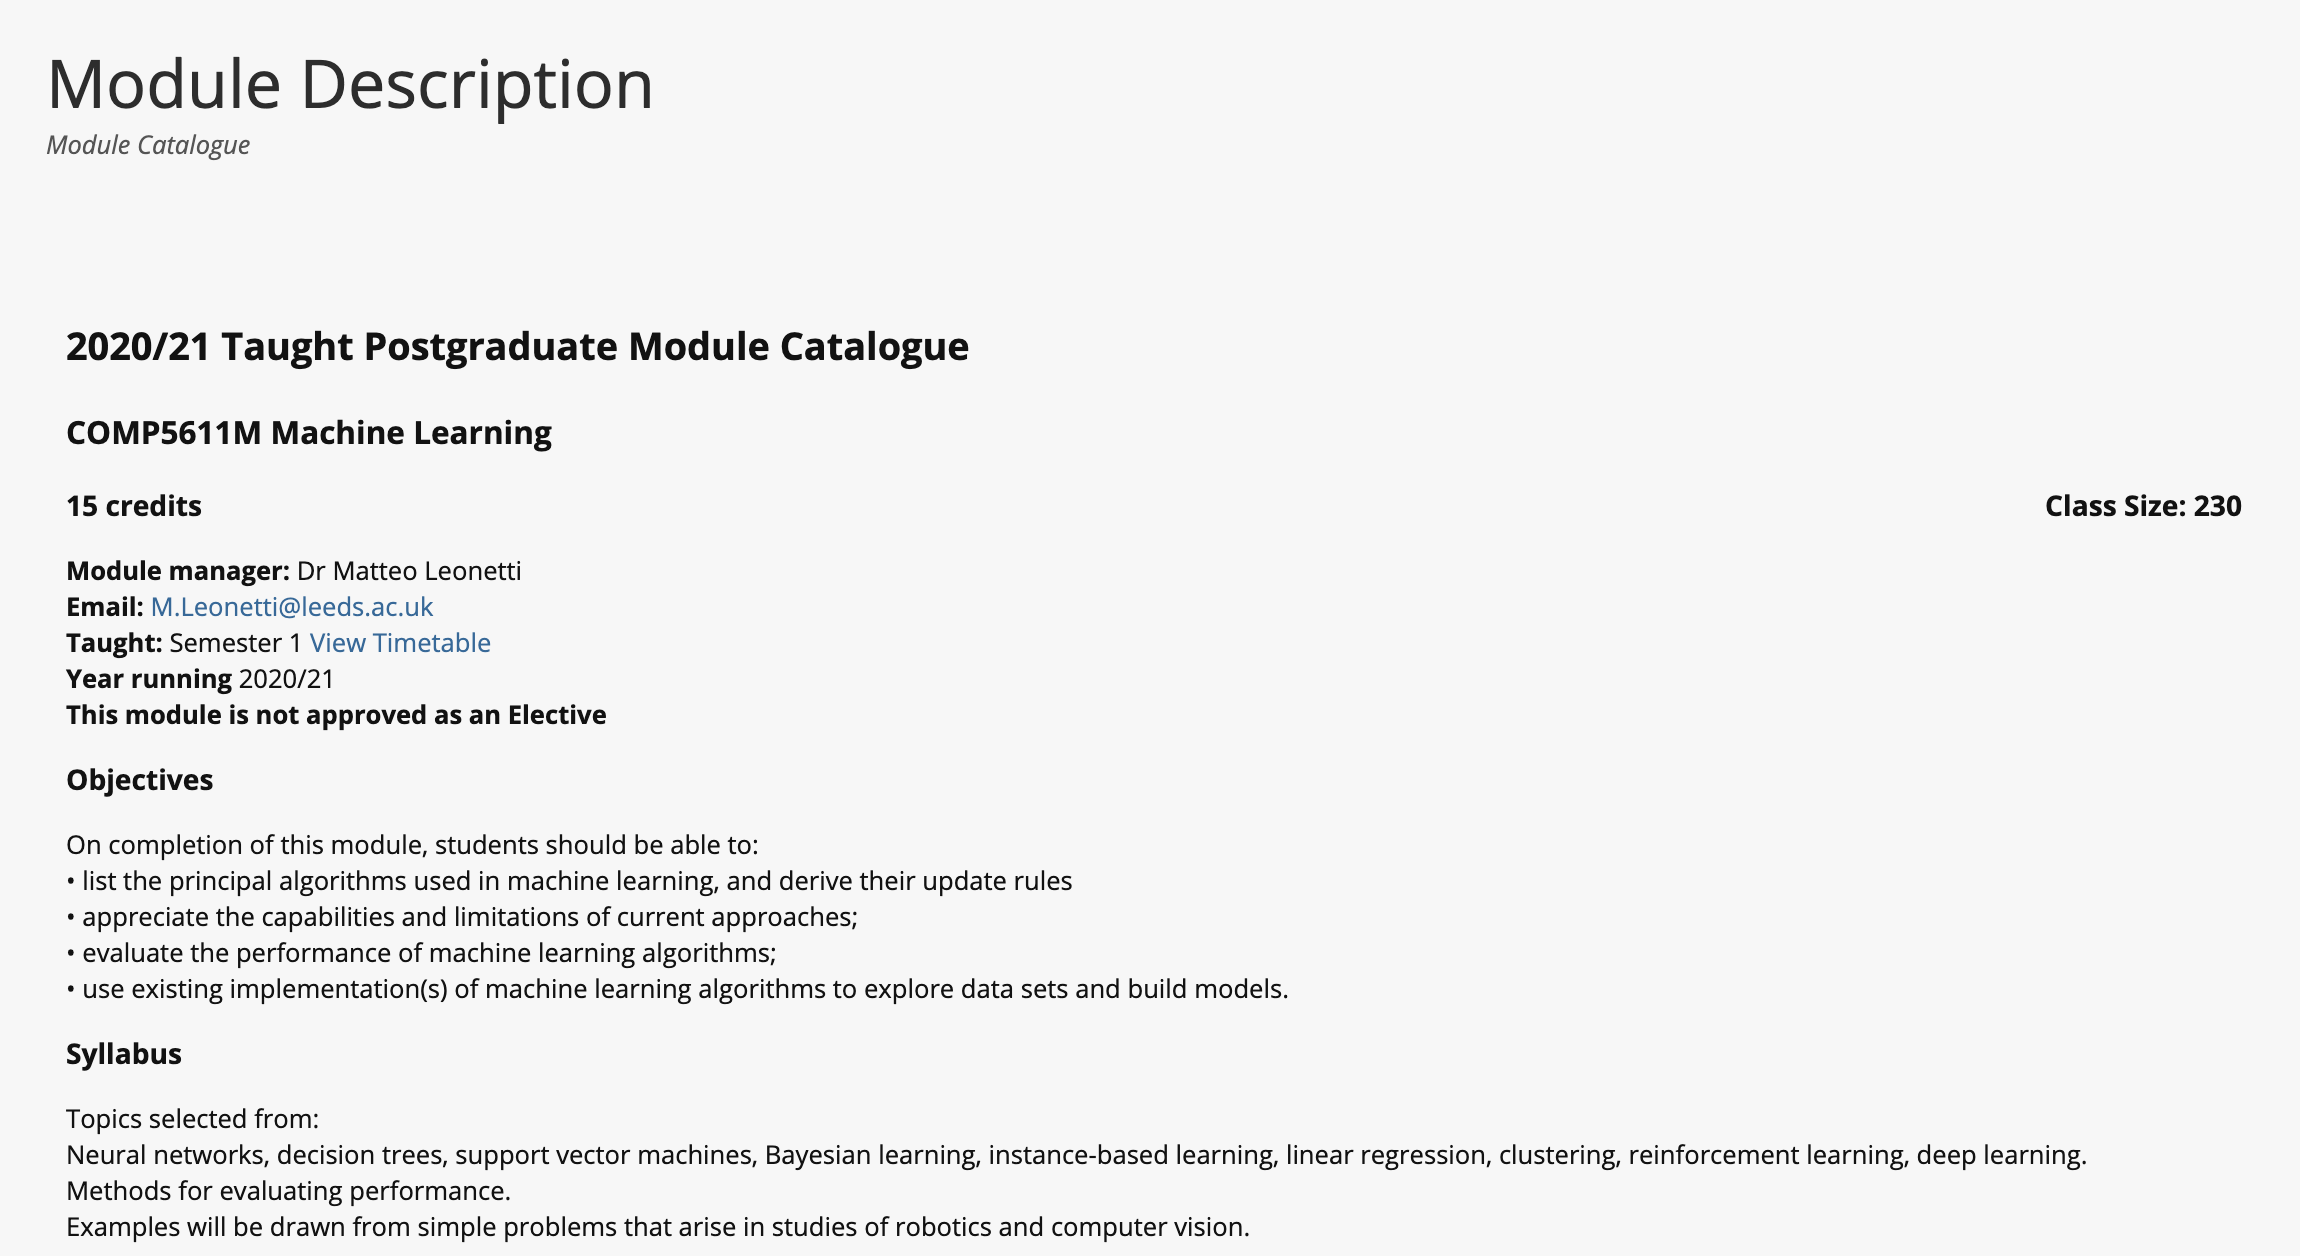 Module Description
Module Catalogue
2020/21 Taught Postgraduate Module Catalogue
COMP5611M Machine Learning
15 credits Class Size: 230
Module manager: Dr Matteo Leonetti
Email: M.Leonetti@leeds.ac.uk
Taught: Semester 1 View Timetable
Year running 2020/21
This module is not approved as an Elective
Objectives
On completion of this module, students should be able to:
• list the principal algorithms used in machine learning, and derive their update rules
• appreciate the capabilities and limitations of current approaches;
• evaluate the performance of machine learning algorithms;
• use existing implementation(s) of machine learning algorithms to explore data sets and build models.
Syllabus
Topics selected from:
Neural networks, decision trees, support vector machines, Bayesian learning, instance-based learning, linear regression, clustering, reinforcement learning, deep learning.
Methods for evaluating performance.
Examples will be drawn from simple problems that arise in studies of robotics and computer vision.